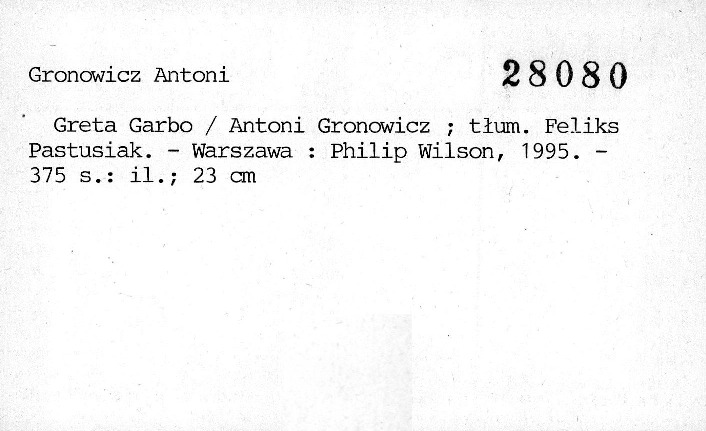 Gronowicz Antoni 28080
Greta Garbo / Antoni Gronowicz ; tłum. Feliks
Pastusiak. - Warszawa : Philip Wilson, 1995. -
375 s.: il.; 23 cm